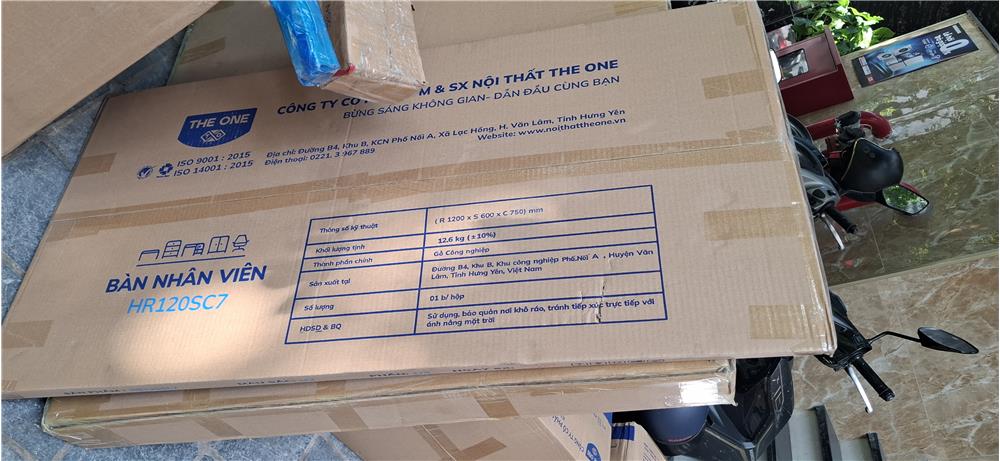 THE ONE
CÔNG TY CÔ M & SX NỘI THẤT THE ONE
BỪNG SÁNG KHÔNG GIAN- DẪN ĐẦU CÙNG BẠN
ISO 9001 : 2015
ISO 14001 : 2015
Địa chỉ: Đường B4, Khu B, KCN Phố Nối A, Xã Lạc Hồng, H. Văn Lâm, Tỉnh Hưng Yên
Điện thoại: 0221. 3 967 889
Website: www.noithattheone.vn
BÀN NHÂN VIÊN
HR120SC7
Thông số kỹ thuật
( R 1200 x S 600 x C 750) mm
Khối lượng tịnh
12.6 kg ( ±10%)
Thành phần chính
Gỗ Công nghiệp
Sản xuất tại
Đường B4, Khu B, Khu công nghiệp Phố.Nối A , Huyện Văn
Lâm, Tỉnh Hưng Yên, Việt Nam
Số lượng
01 b/ hộp
HDSD & BQ
Sử dụng, bảo quản nơi khô ráo, tránh tiếp xúc trực tiếp với
ánh nắng mặt trời